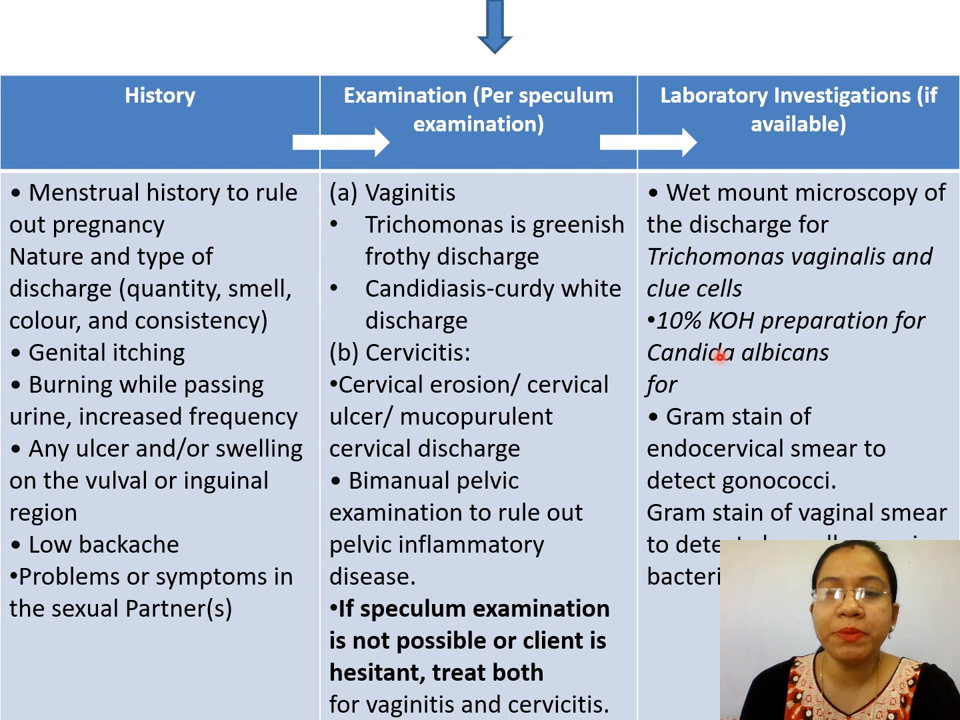 History
Examination (Per speculum
examination)
Laboratory Investigations (if
available)
• Menstrual history to rule
out pregnancy
Nature and type of
discharge (quantity, smell,
colour, and consistency)
• Genital itching
• Burning while passing
urine, increased frequency
• Any ulcer and/or swelling
on the vulval or inguinal
region
• Low backache
•Problems or symptoms in
the sexual Partner(s)
(a) Vaginitis
• Trichomonas is greenish
frothy discharge
• Candidiasis-curdy white
discharge
(b) Cervicitis:
•Cervical erosion/ cervical
ulcer/ mucopurulent
cervical discharge
• Bimanual pelvic
examination to rule out
pelvic inflammatory
disease.
•If speculum examination
is not possible or client is
hesitant, treat both
for vaginitis and cervicitis.
• Wet mount microscopy of
the discharge for
Trichomonas vaginalis and
clue cells
•10% KOH preparation for
Candida albicans
for
• Gram stain of
endocervical smear to
detect gonococci.
Gram stain of vaginal smear
to